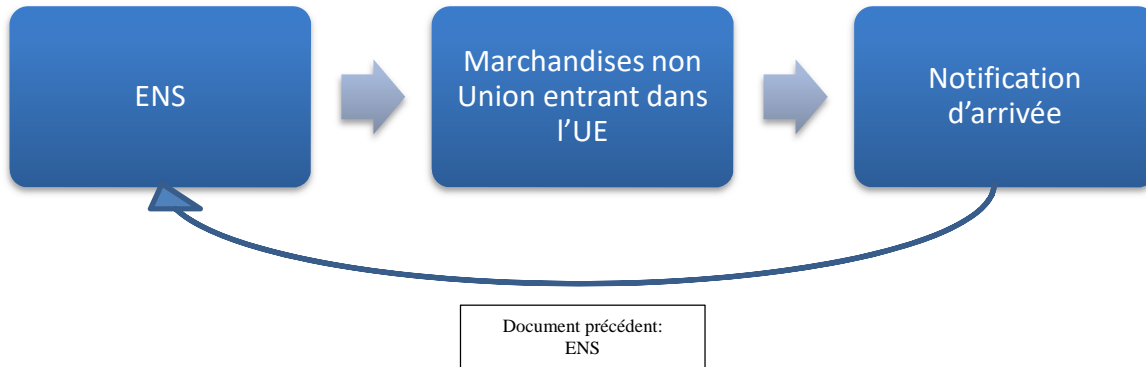 ENS
Marchandises non
Union entrant dans
l’UE
Notification
d’arrivée
Document précédent:
ENS